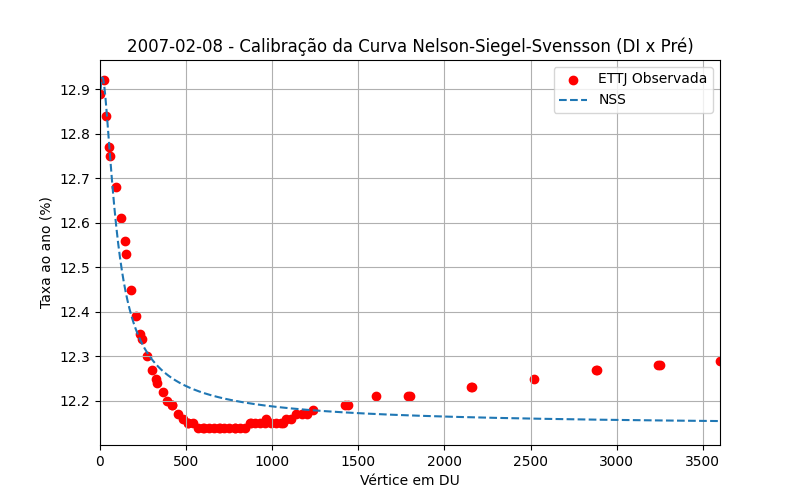 2007-02-08 - Calibração da Curva Nelson-Siegel-Svensson (DI x Pré)
ETTJ Observada
NSS
Taxa ao ano (%)
12.9
12.8
12.7
12.6
12.5
12.4
12.3
12.2
0 500 1000 1500 2000 2500 3000 3500
Vértice em DU